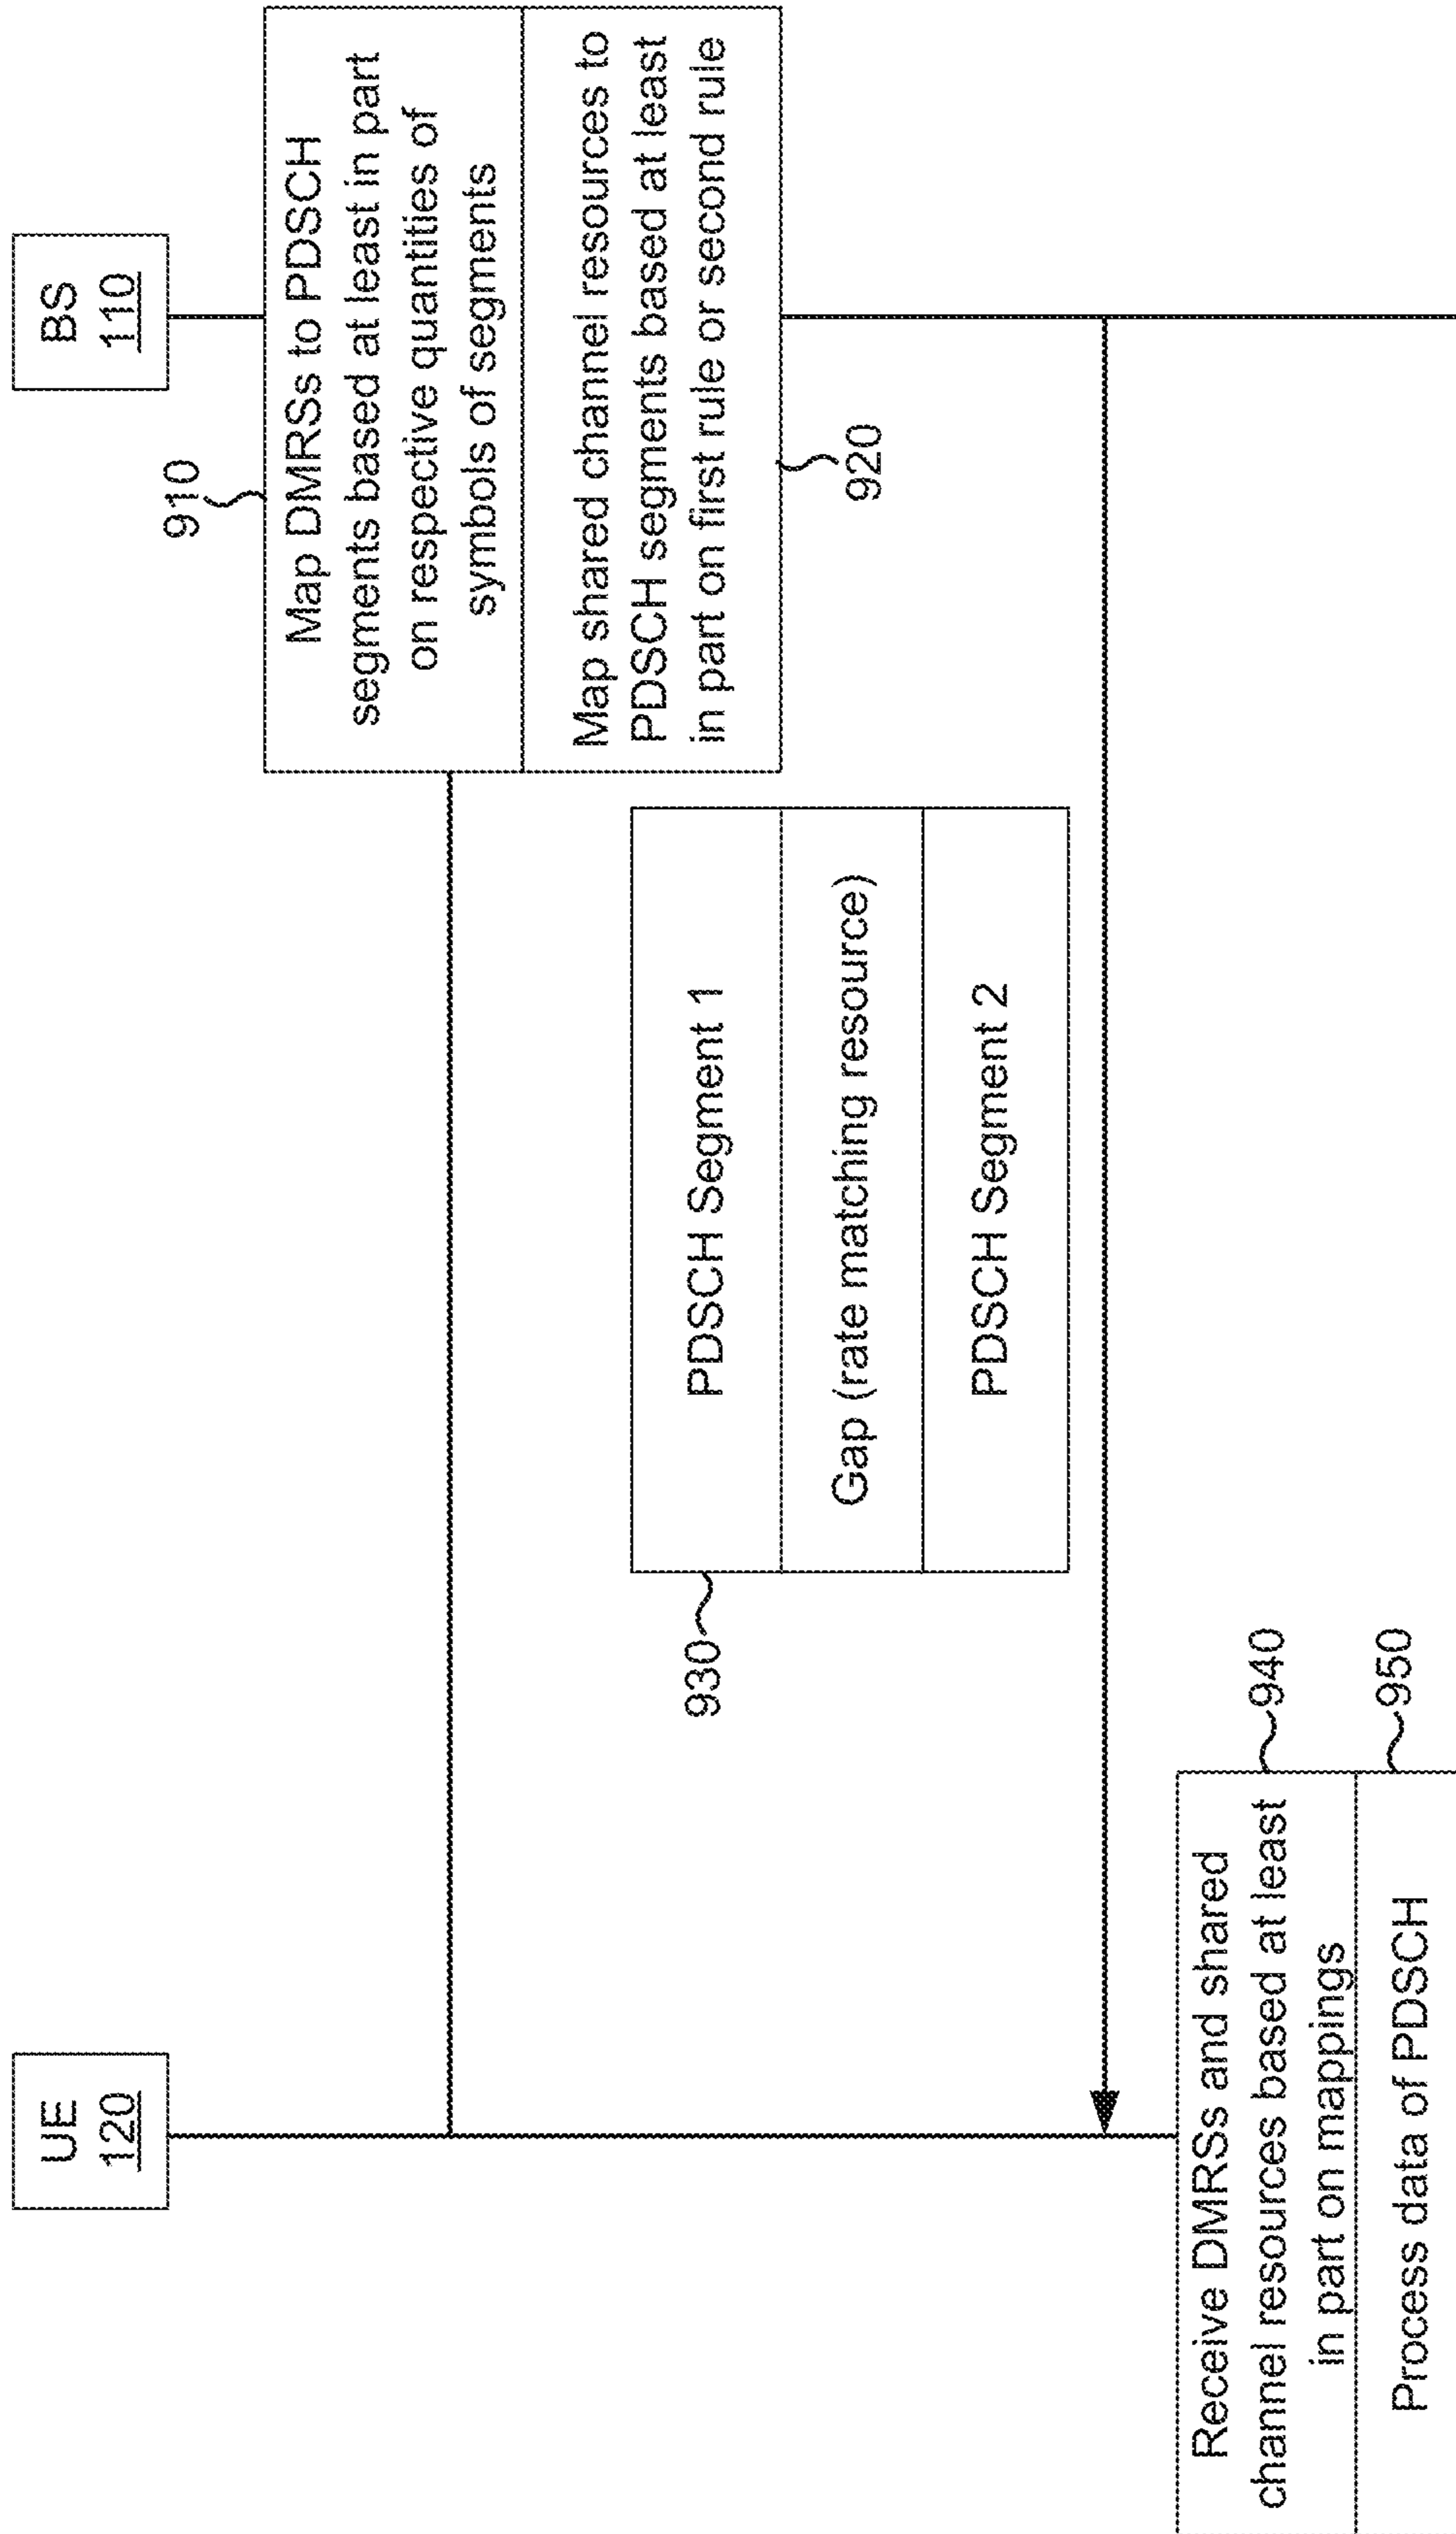 UE
120
BS
110
910
Map DMRSs to PDSCH
segments based at least in part
on respective quantities of
symbols of segments
Map shared channel resources to
PDSCH segments based at least
in part on first rule or second rule
920
930
PDSCH Segment 1
Gap (rate matching resource)
PDSCH Segment 2
Receive DMRSs and shared
channel resources based at least
in part on mappings
940
Process data of PDSCH
950